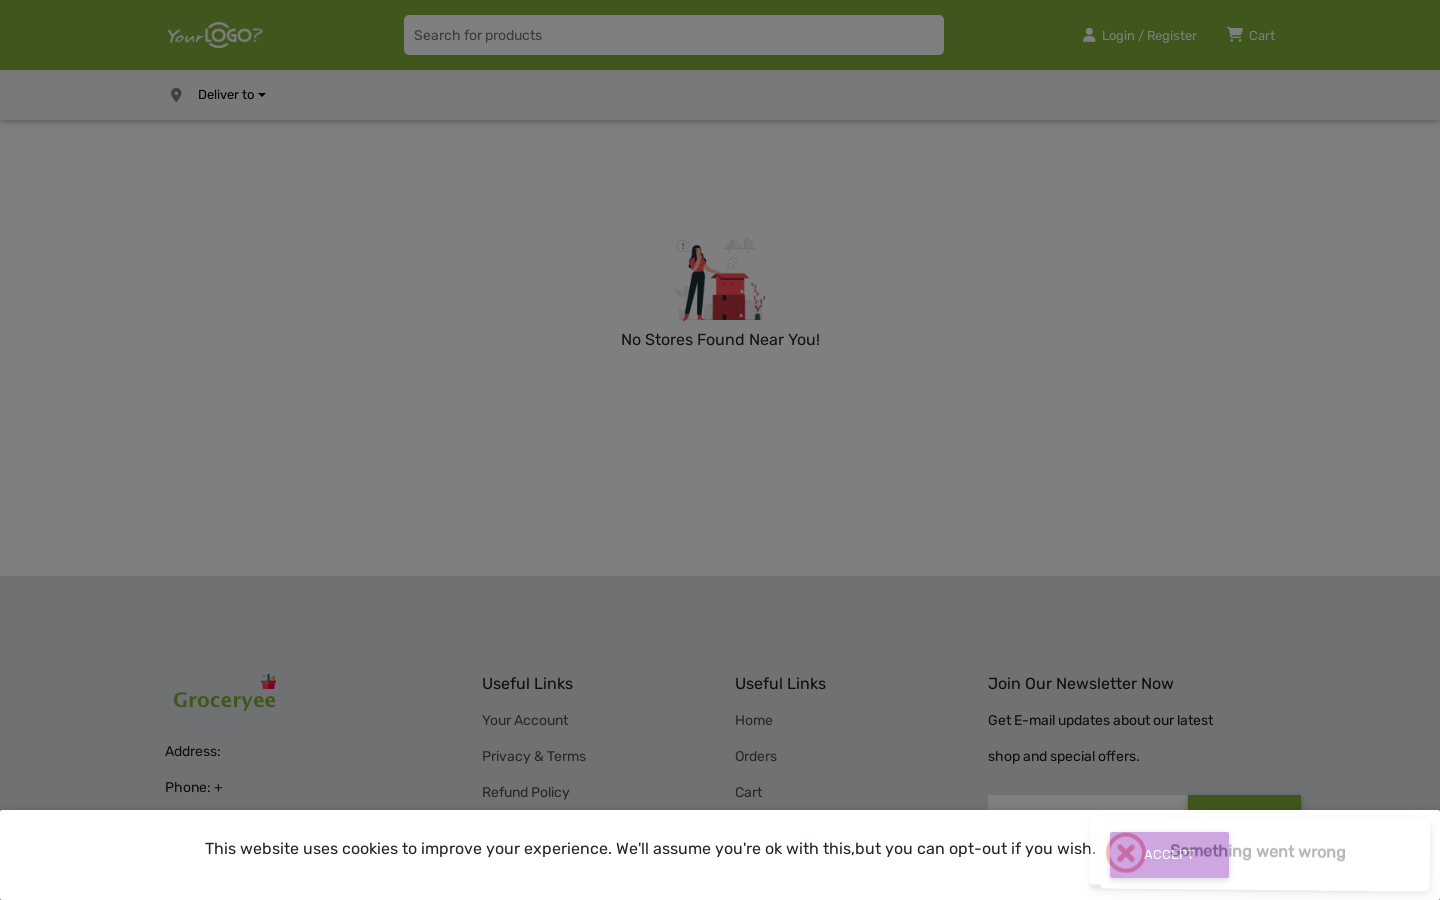 Your LOGO?
Search for products
Login / Register
Cart
Deliver to
No Stores Found Near You!
Groceryee
Address:
Phone: +
Useful Links
Your Account
Privacy & Terms
Refund Policy
Useful Links
Home
Orders
Cart
Join Our Newsletter Now
Get E-mail updates about our latest
shop and special offers.
This website uses cookies to improve your experience. We'll assume you're ok with this,but you can opt-out if you wish.
ACCEPT
Something went wrong